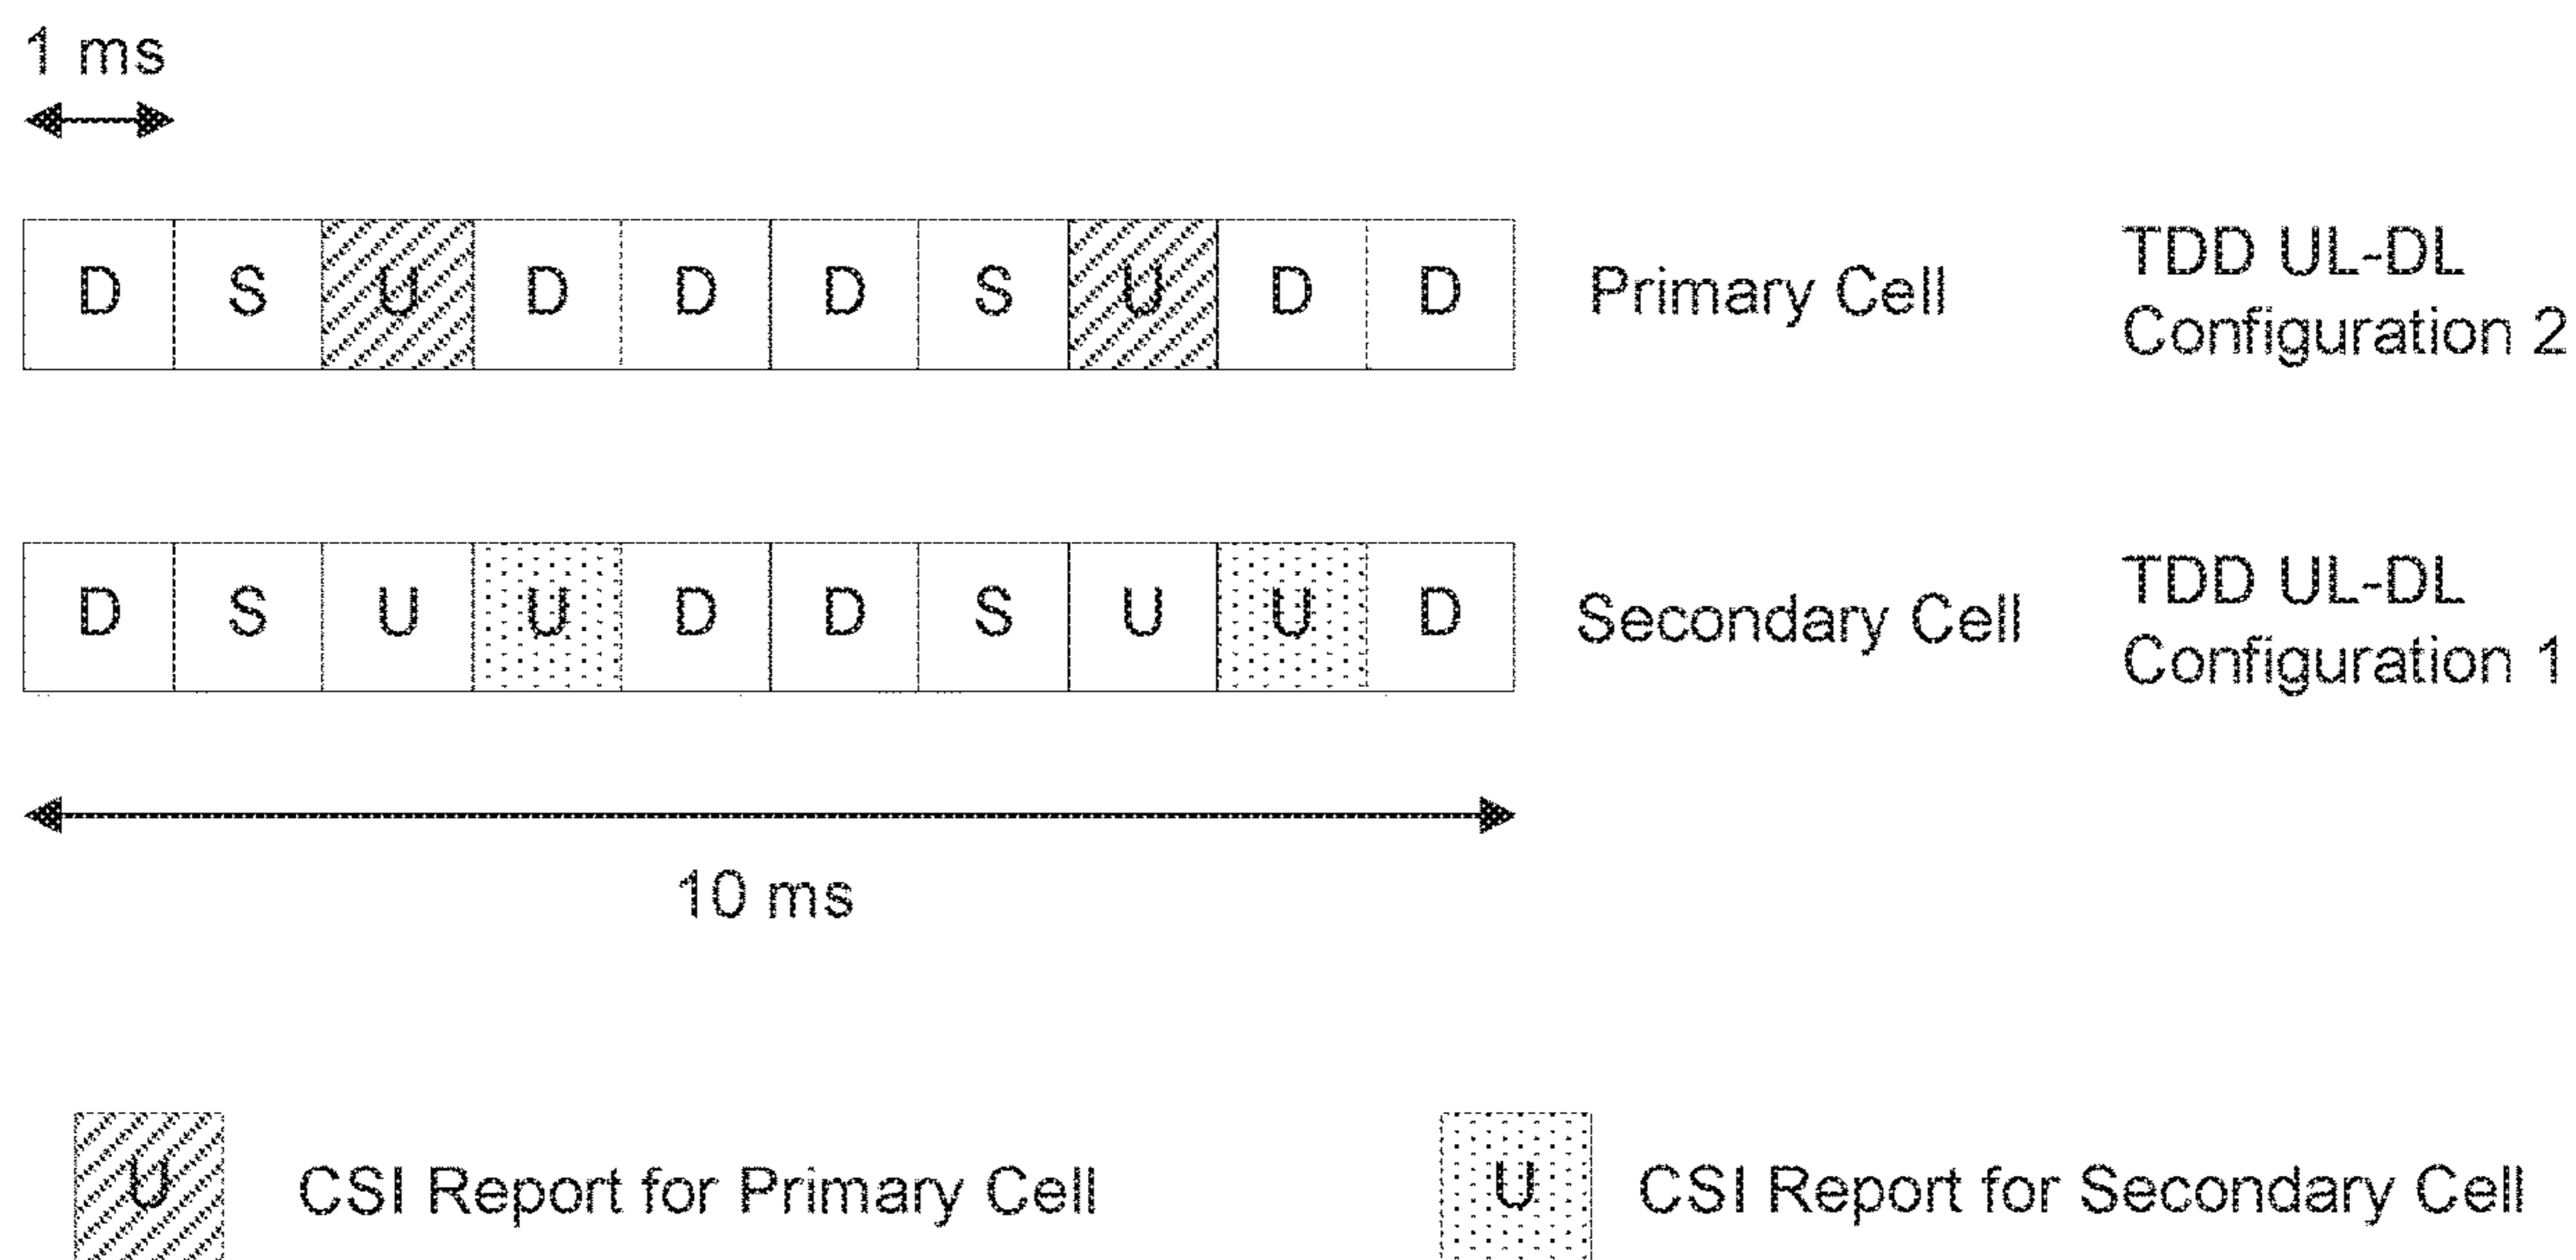 1 ms
D S U D D D S U D D
Primary Cell
TDD UL-DL
Configuration 2
D S U U D D S U U D
Secondary Cell
TDD UL-DL
Configuration 1
10 ms
U
CSI Report for Primary Cell
U
CSI Report for Secondary Cell